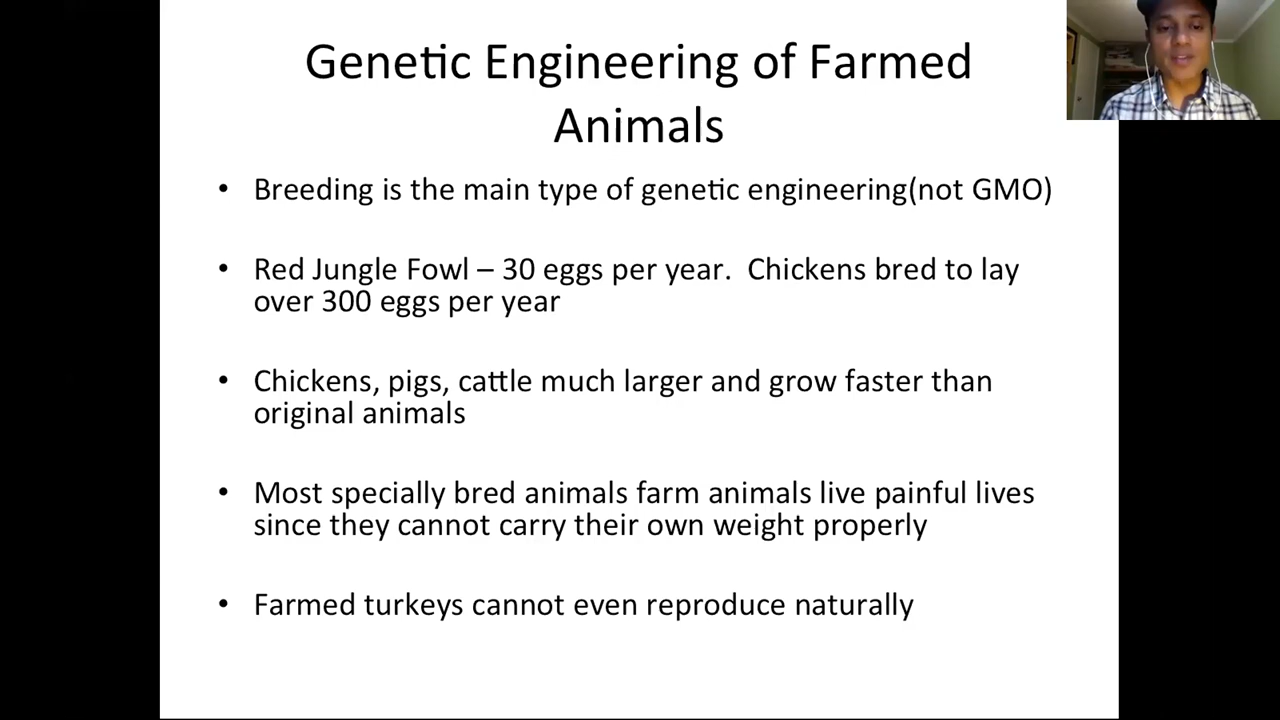 Genetic Engineering of Farmed
Animals
• Breeding is the main type of genetic engineering(not GMO)
• Red Jungle Fowl – 30 eggs per year.  Chickens bred to lay
over 300 eggs per year
• Chickens, pigs, cattle much larger and grow faster than
original animals
• Most specially bred animals farm animals live painful lives
since they cannot carry their own weight properly
• Farmed turkeys cannot even reproduce naturally